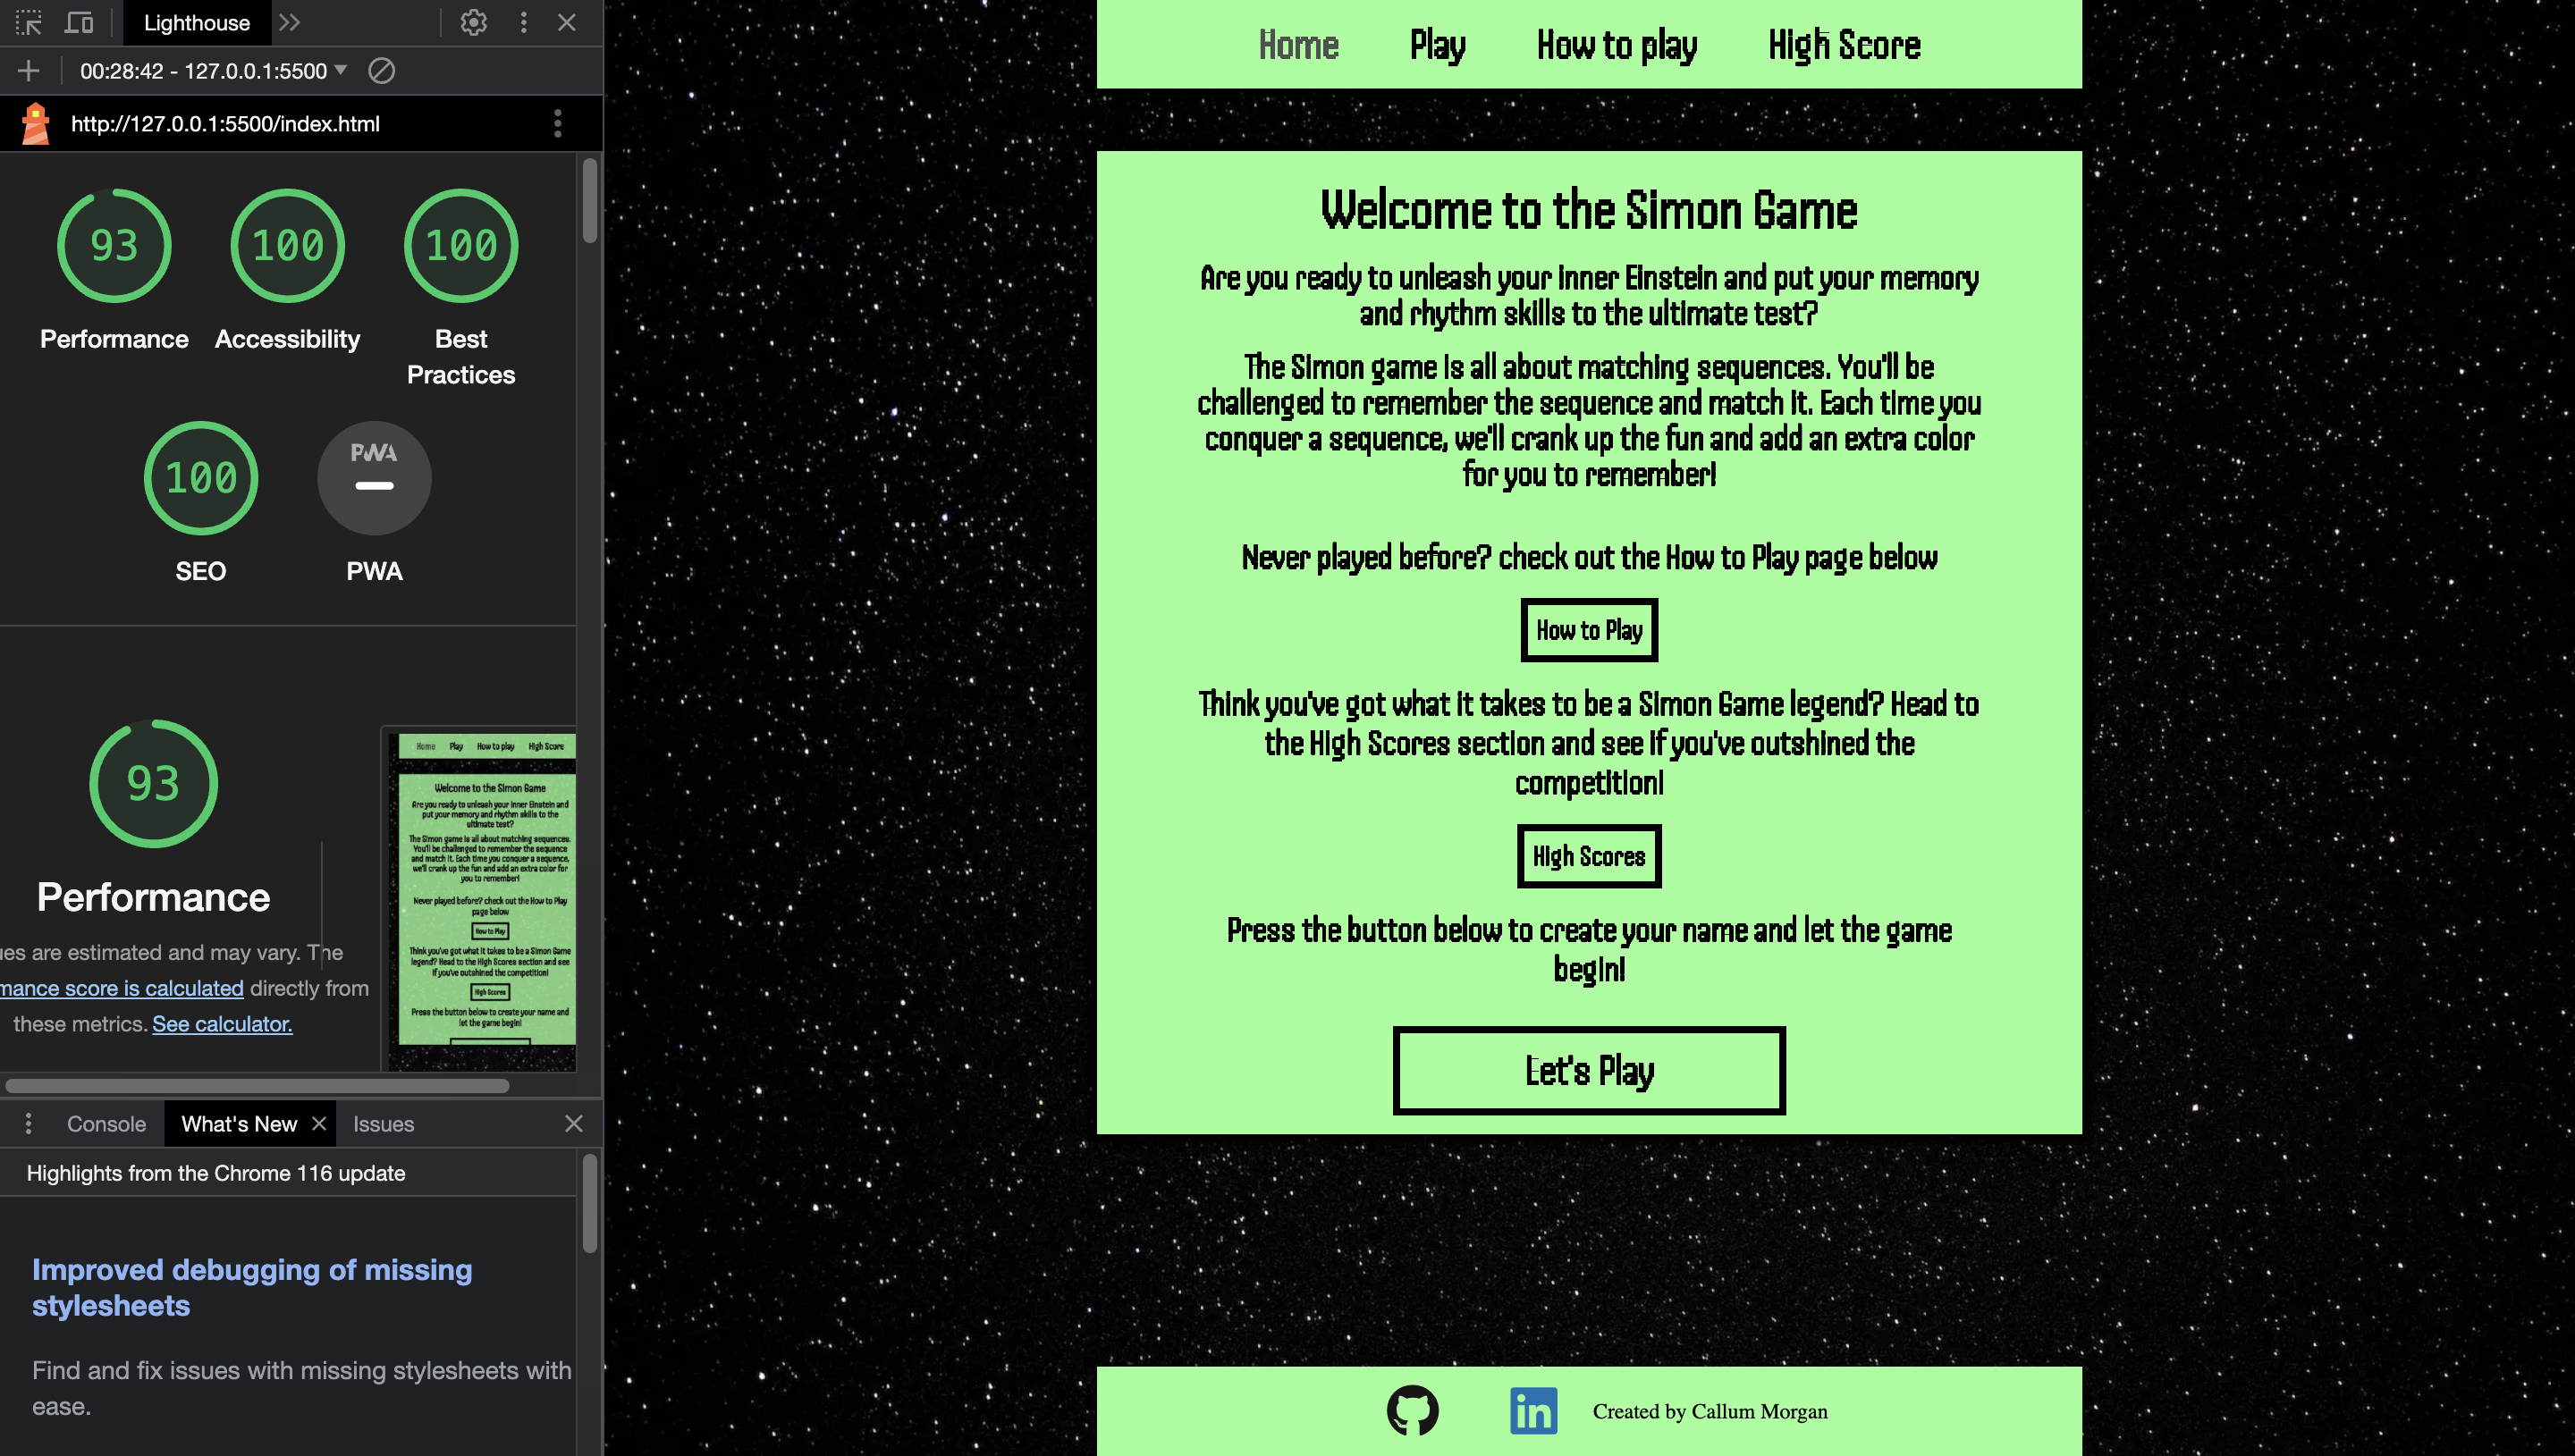 Lighthouse
00:28:42 - 127.0.0.1:5500
http://127.0.0.1:5500/index.html
93
100
100
Performance
Accessibility
Best
Practices
100
PWA
SEO
PWA
93
Performance
are estimated and may vary. The
score is calculated directly from
these metrics. See calculator.
Home Play How to play High Score
Welcome to the Simon Game
Are you ready to unleash your inner Einstein and
put your memory and rhythm skills to the
ultimate test?
The Simon game is all about matching sequences.
You'll be challenged to remember the sequence
and match it. Each time you conquer a sequence,
we'll crank up the fun and add an extra color for
you to remember!
Never played before? check out the How to Play
page below
How to Play
Think you've got what it takes to be a Simon Game
legend? Head to the High Scores section and see
if you've outshined the competition!
High Scores
Press the button below to create your name and
let the game begin!
Console
What's New
Issues
Highlights from the Chrome 116 update
Improved debugging of missing
stylesheets
Find and fix issues with missing stylesheets with
ease.
Home Play How to play High Score
Welcome to the Simon Game
Are you ready to unleash your inner Einstein and put your memory
and rhythm skills to the ultimate test?
The Simon game is all about matching sequences. You'll be
challenged to remember the sequence and match it. Each time you
conquer a sequence, we'll crank up the fun and add an extra color
for you to remember!
Never played before? check out the How to Play page below
How to Play
Think you've got what it takes to be a Simon Game legend? Head to
the High Scores section and see if you've outshined the
competition!
High Scores
Press the button below to create your name and let the game
begin!
Let's Play
in
Created by Callum Morgan